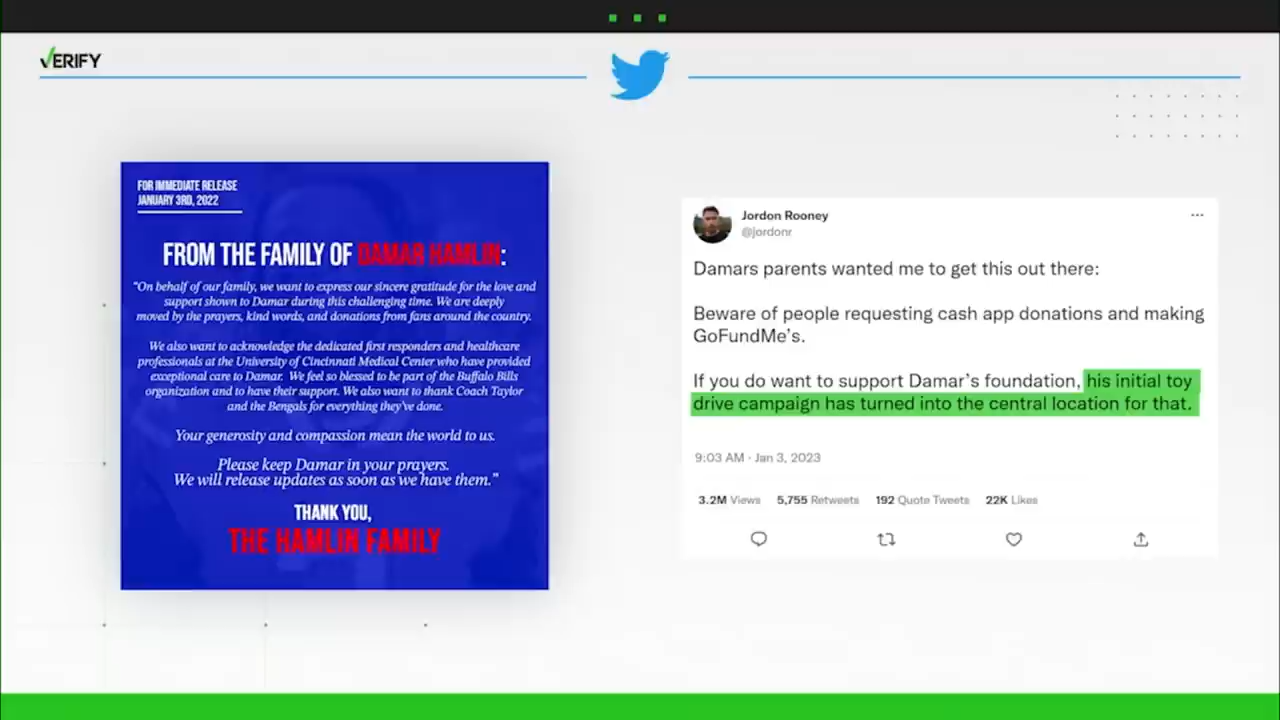 VERIFY
FOR IMMEDIATE RELEASE
JANUARY 3RD, 2022
FROM THE FAMILY OF DAMAR HAMLIN:
"On behalf of our family, we want to express our sincere gratitude for the love and
support shown to Damar during this challenging time. We are deeply
moved by the prayers, kind words, and donations from fans around the country.
We also want to acknowledge the dedicated first responders and healthcare
professionals at the University of Cincinnati Medical Center who have provided
exceptional care to Damar. We feel so blessed to be part of the Buffalo Bills
organization and to have their support. We also want to thank Coach Taylor
and the Bengals for everything they've done.
Your generosity and compassion mean the world to us.
Please keep Damar in your prayers.
We will release updates as soon as we have them."
THANK YOU,
THE HAMLIN FAMILY
Jordon Rooney
@jordonr
Damars parents wanted me to get this out there:
Beware of people requesting cash app donations and making
GoFundMe's.
If you do want to support Damar's foundation, his initial toy
drive campaign has turned into the central location for that.
9:03 AM · Jan 3, 2023
3.2M Views 5,755 Retweets 192 Quote Tweets 22K Likes